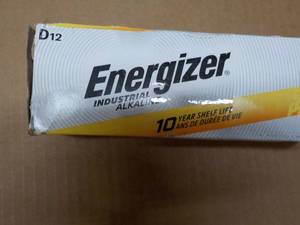 D12
Energizer®
INDUSTRIAL
ALKALINE
10 YEAR SHELF LIFE
ANS DE DURÉE DE VIE